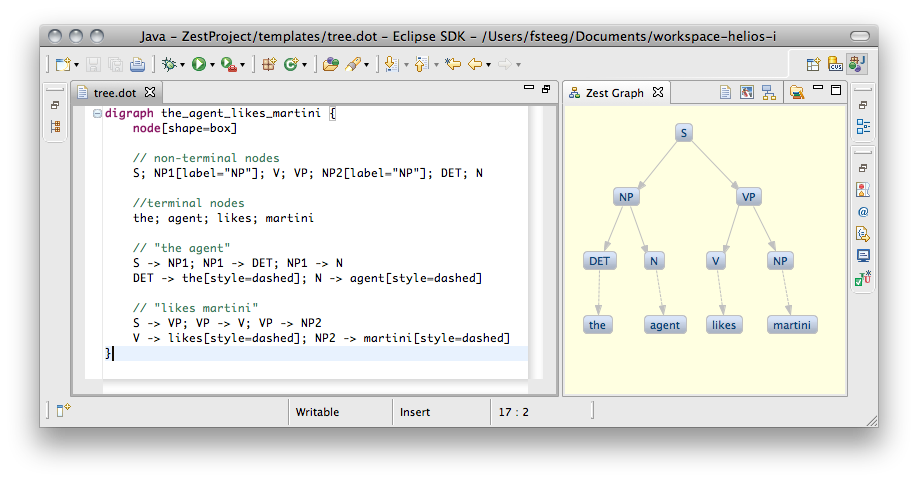 Java - ZestProject/templates/tree.dot - Eclipse SDK - /Users/fsteeg/Documents/workspace-helios-i
tree.dot
digraph the_agent_likes_martini {
node[shape=box]
// non-terminal nodes
S; NP1[label="NP"]; V; VP; NP2[label="NP"]; DET; N
//terminal nodes
the; agent; likes; martini
// "the agent"
S -> NP1; NP1 -> DET; NP1 -> N
DET -> the[style=dashed]; N -> agent[style=dashed]
// "likes martini"
S -> VP; VP -> V; VP -> NP2
V -> likes[style=dashed]; NP2 -> martini[style=dashed]
}
Zest Graph
S
NP VP
DET N V NP
the agent likes martini
Writable Insert 17 : 2